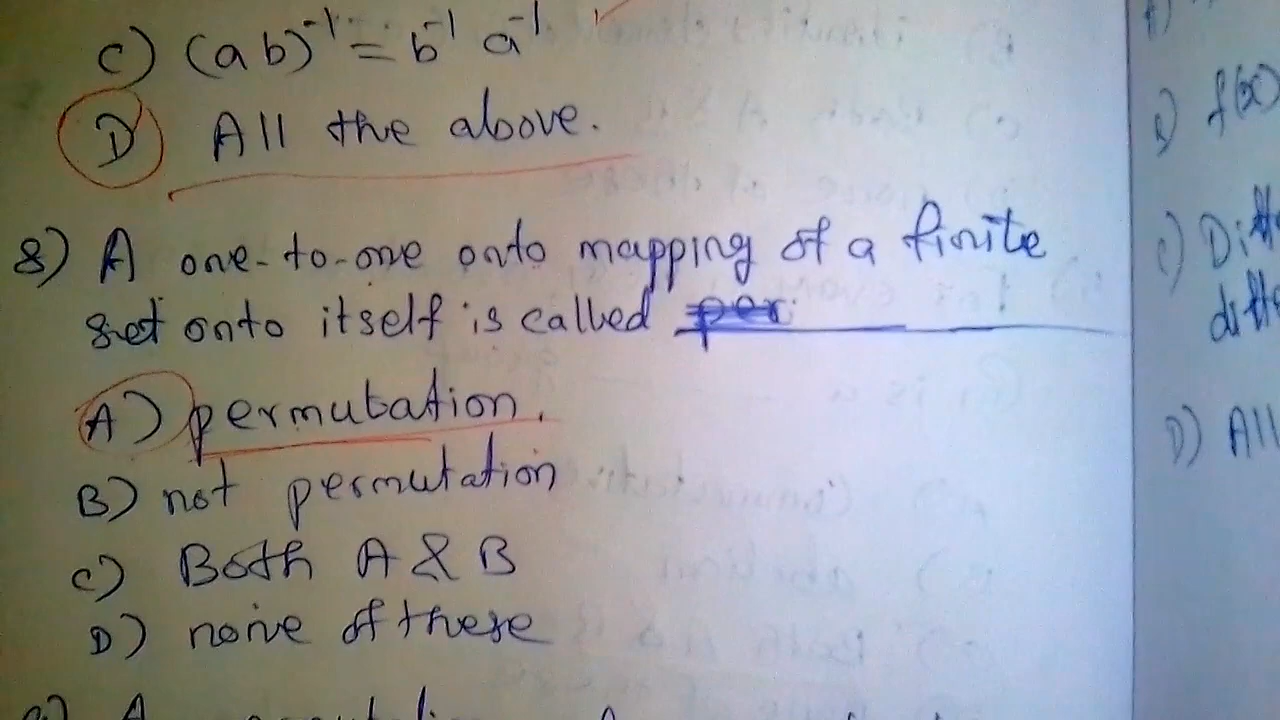 C) (ab)⁻¹ = b⁻¹ a⁻¹
D) All the above.
8) A one-to-one onto mapping of a finite
set onto itself is called
A) permutation.
B) not permutation
C) Both A & B
D) none of these
f(x)
D) All